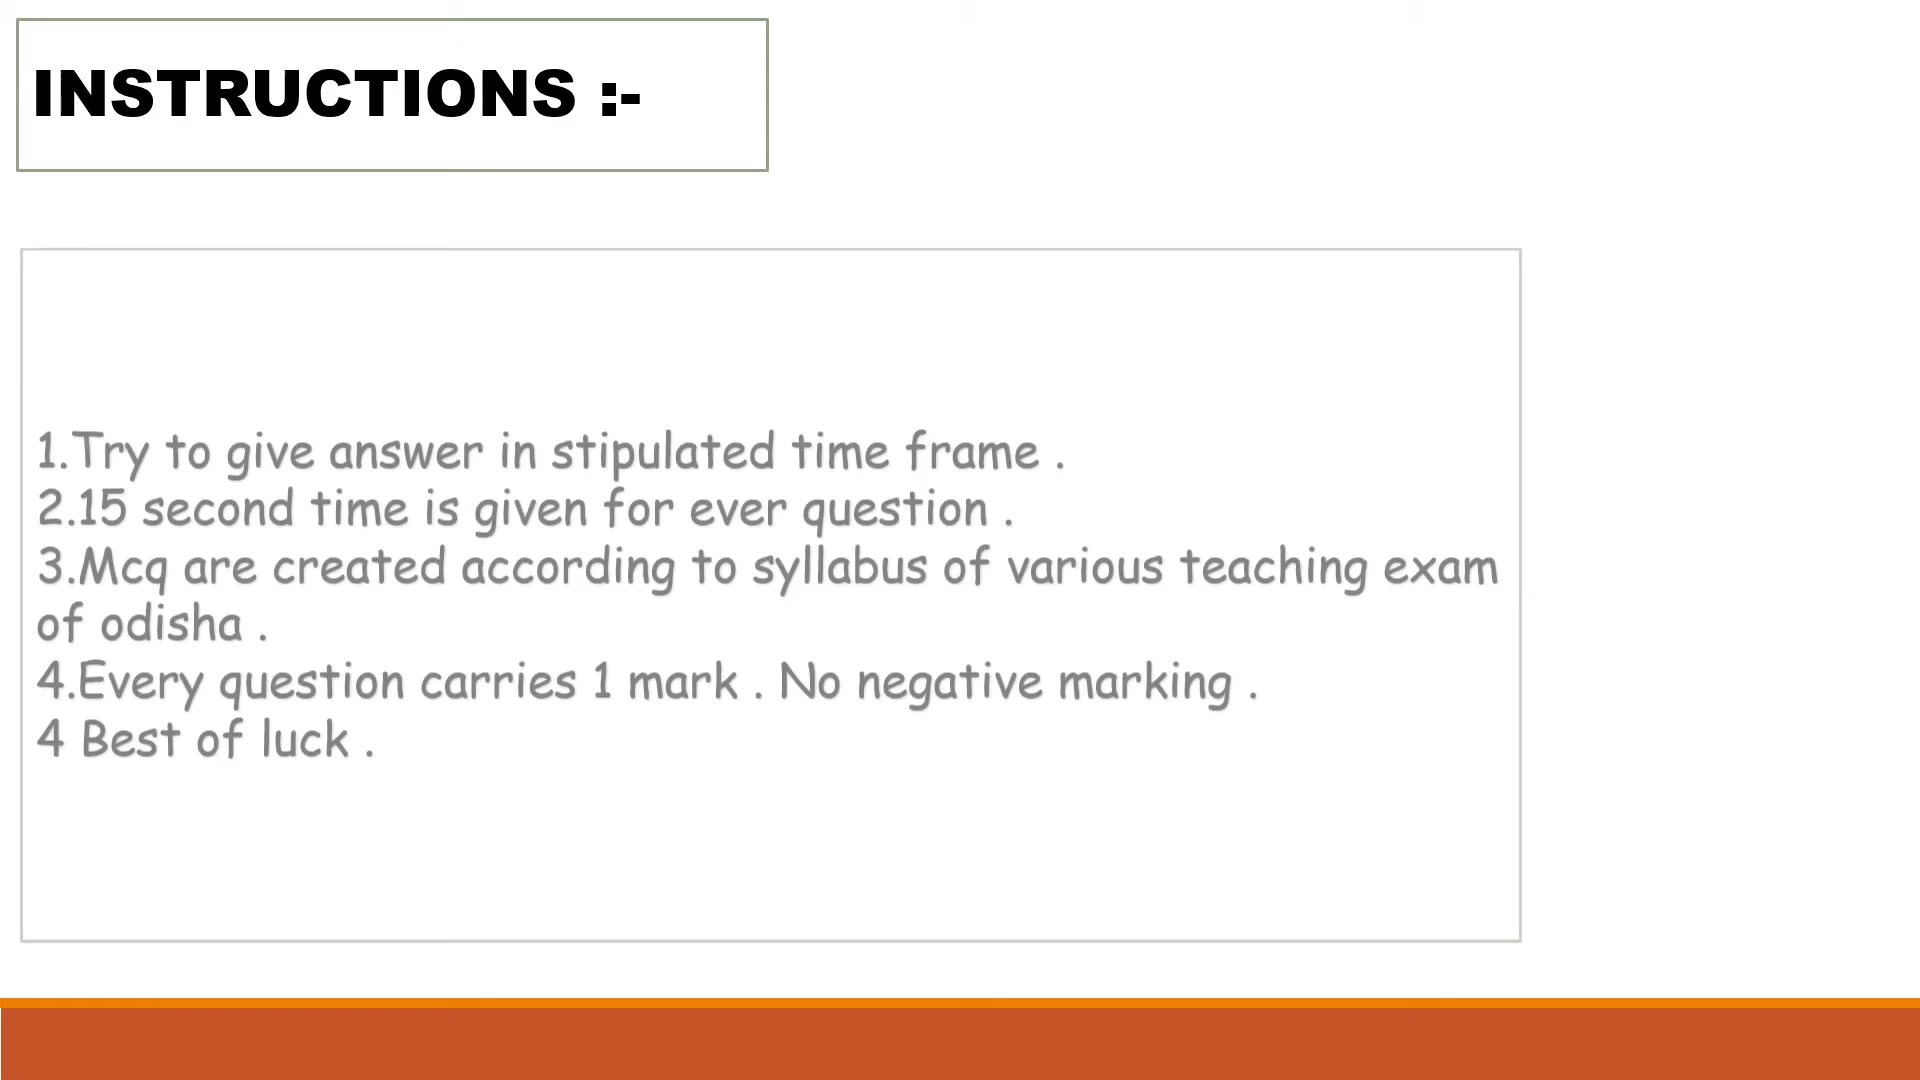 INSTRUCTIONS :-
1.Try to give answer in stipulated time frame .
2.15 second time is given for ever question .
3.Mcq are created according to syllabus of various teaching exam
of odisha .
4.Every question carries 1 mark . No negative marking .
4 Best of luck .